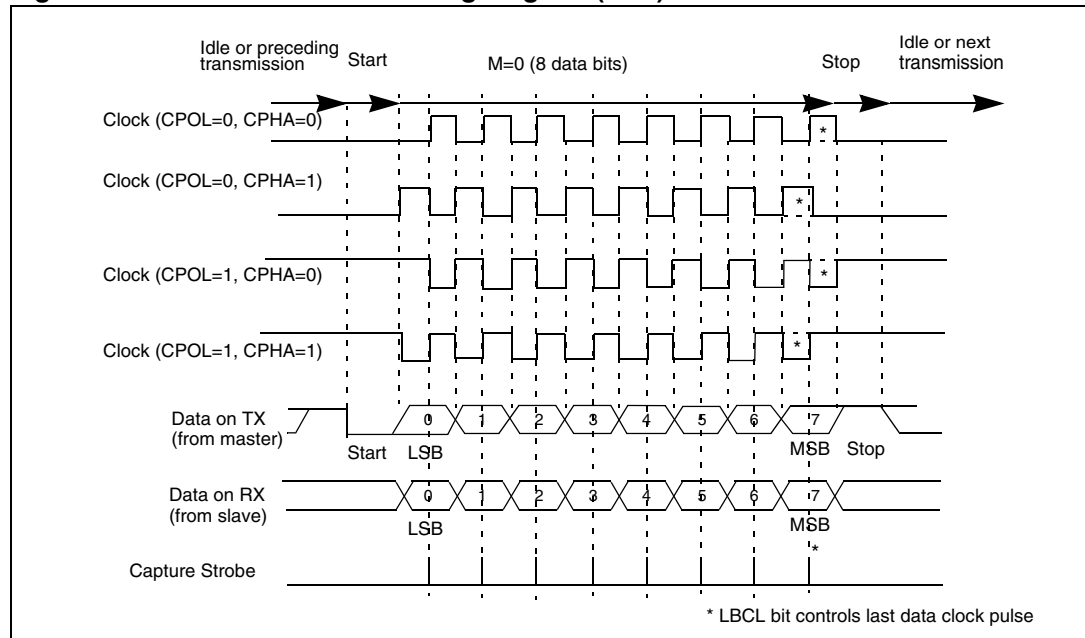 Idle or preceding
transmission
Start
M=0 (8 data bits)
Stop
Idle or next
transmission
Clock (CPOL=0, CPHA=0)
*
Clock (CPOL=0, CPHA=1)
*
Clock (CPOL=1, CPHA=0)
*
Clock (CPOL=1, CPHA=1)
*
Data on TX
(from master)
0 1 2 3 4 5 6 7
Start LSB MSB Stop
Data on RX
(from slave)
0 1 2 3 4 5 6 7
LSB MSB
*
Capture Strobe
* LBCL bit controls last data clock pulse